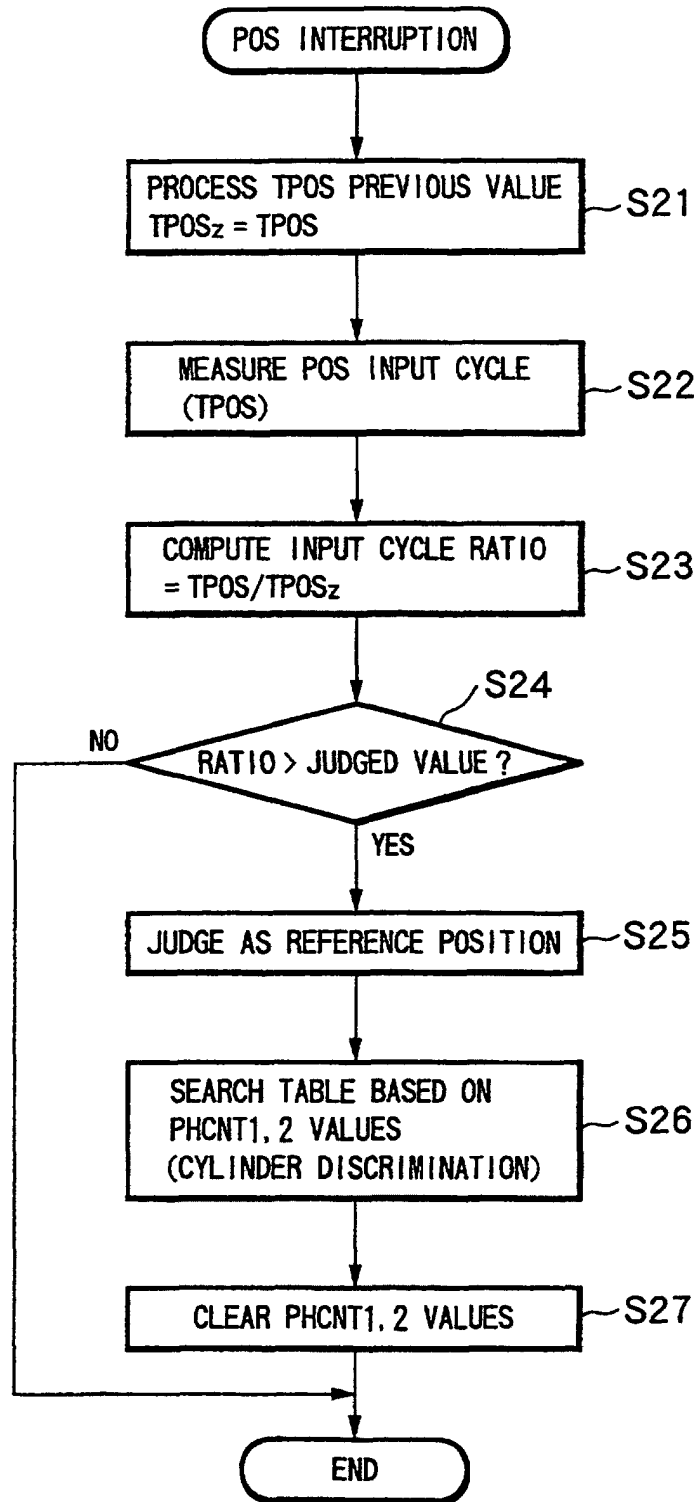 POS INTERRUPTION
PROCESS TPOS PREVIOUS VALUE
TPOSz = TPOS
S21
MEASURE POS INPUT CYCLE
(TPOS)
S22
COMPUTE INPUT CYCLE RATIO
= TPOS/TPOSz
S23
S24
RATIO > JUDGED VALUE ?
NO
YES
JUDGE AS REFERENCE POSITION
S25
SEARCH TABLE BASED ON
PHCNT1, 2 VALUES
(CYLINDER DISCRIMINATION)
S26
CLEAR PHCNT1, 2 VALUES
S27
END